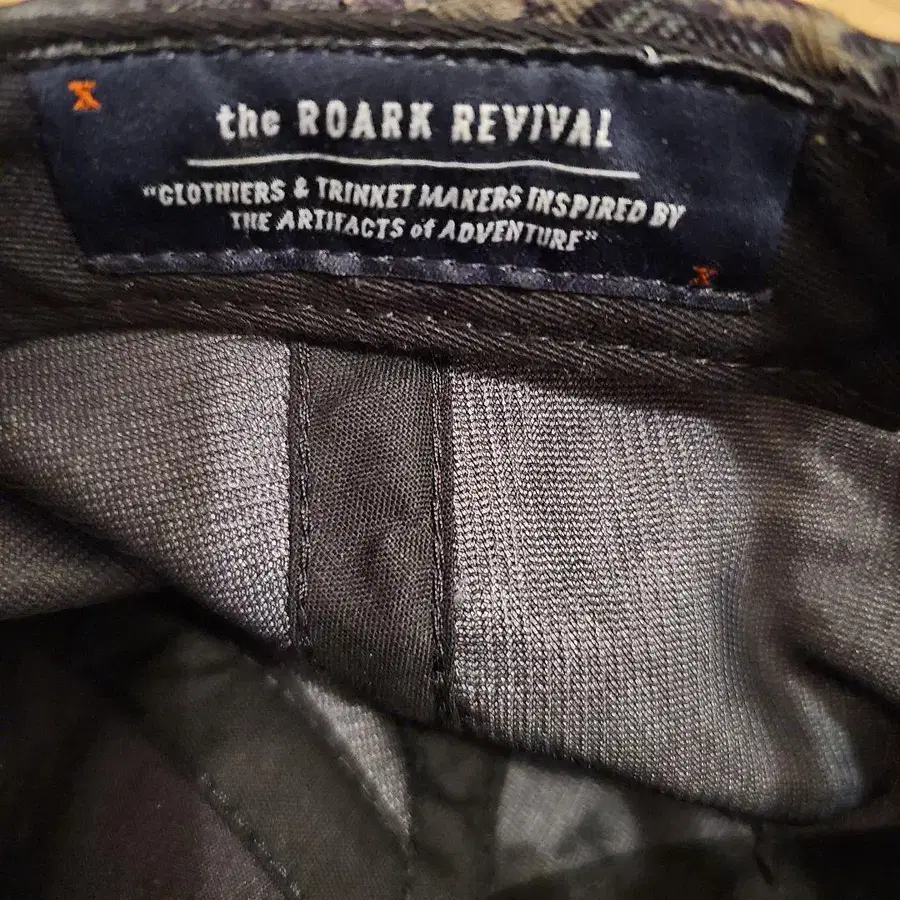 the ROARK REVIVAL
"CLOTHIERS & TRINKET MAKERS INSPIRED BY
THE ARTIFACTS of ADVENTURE"